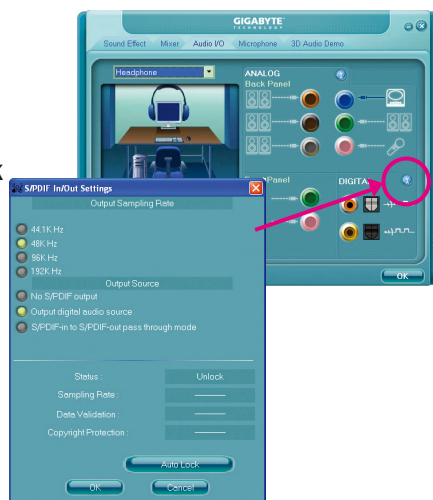 GIGABYTE
TECHNOLOGY
Sound Effect Mixer Audio I/O Microphone 3D Audio Demo
Headphone
ANALOG
Back Panel
Panel
DIGITA
OK
S/PDIF In/Out Settings
Output Sampling Rate
44.1K Hz
48K Hz
96K Hz
192K Hz
Output Source
No S/PDIF output
Output digital audio source
S/PDIF-in to S/PDIF-out pass through mode
Status : Unlock
Sampling Rate :
Data Validation :
Copyright Protection :
Auto Lock
OK Cancel